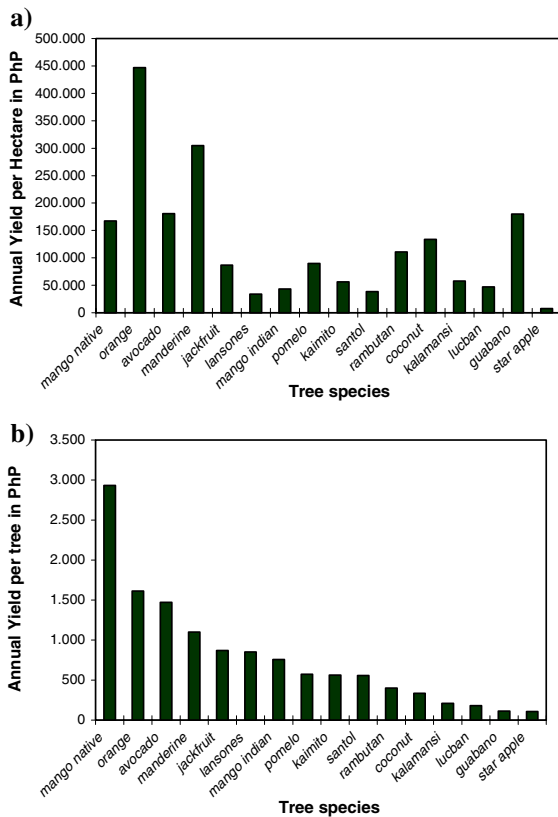 a)
Annual Yield per Hectare in PhP
500.000
450.000
400.000
350.000
300.000
250.000
200.000
150.000
100.000
50.000
0
mango native
orange
avocado
manderine
jackfruit
lansones
mango indian
pomelo
kaimito
santol
rambutan
coconut
kalamansi
lucban
guabano
star apple
Tree species
b)
Annual Yield per tree in PhP
3.500
3.000
2.500
2.000
1.500
1.000
500
0
mango native
orange
avocado
manderine
jackfruit
lansones
mango indian
pomelo
kaimito
santol
rambutan
coconut
kalamansi
lucban
guabano
star apple
Tree species